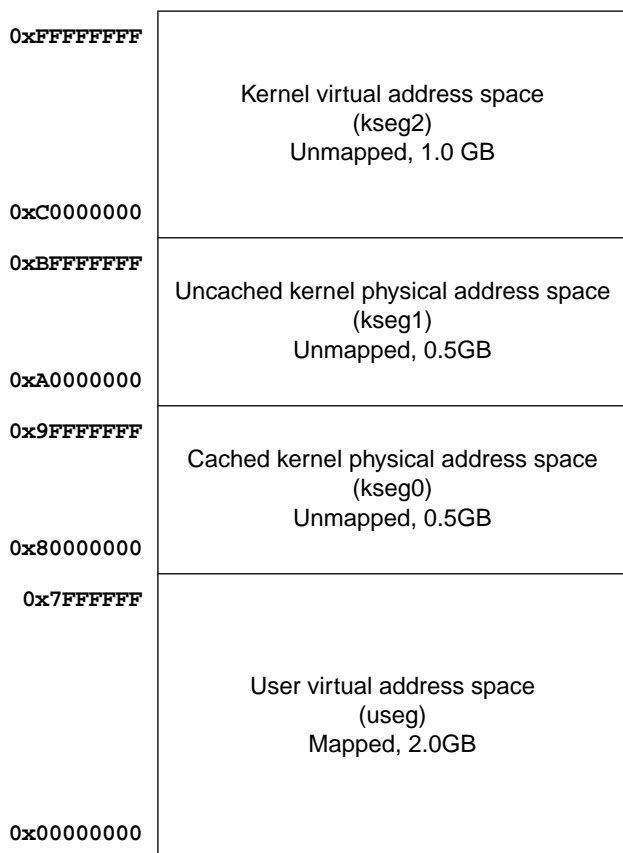 0xFFFFFFFF
Kernel virtual address space
(kseg2)
Unmapped, 1.0 GB
0xC0000000
0xBFFFFFFF
Uncached kernel physical address space
(kseg1)
Unmapped, 0.5GB
0xA0000000
0x9FFFFFFF
Cached kernel physical address space
(kseg0)
Unmapped, 0.5GB
0x80000000
0x7FFFFFF
User virtual address space
(useg)
Mapped, 2.0GB
0x00000000